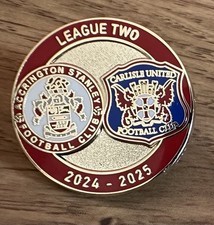 LEAGUE TWO
ACCRINGTON STANLEY
FOOTBALL CLUB
CARLISLE UNITED
FOOTBALL CLUB
2024 - 2025